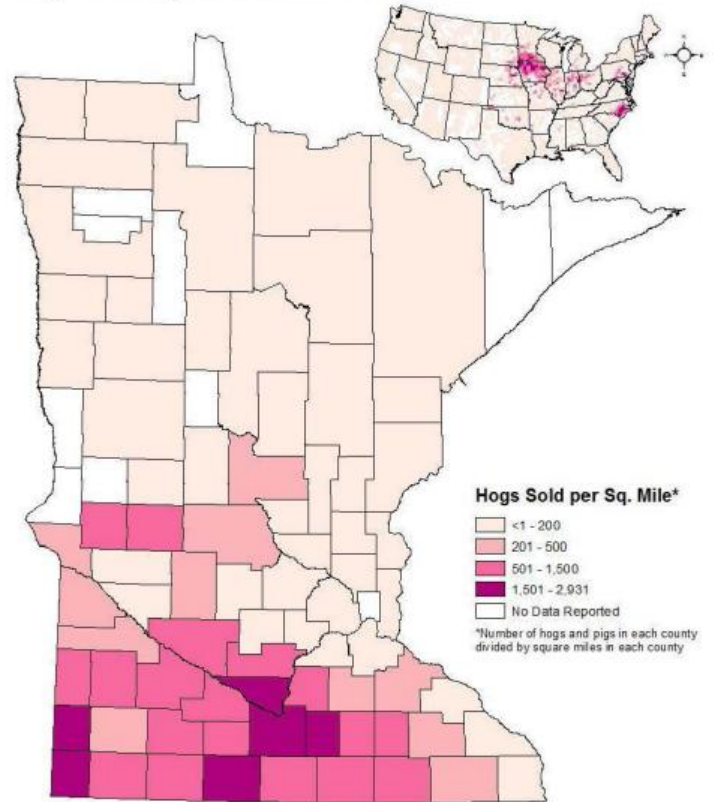 Hogs Sold per Sq. Mile*
<1 - 200
201 - 500
501 - 1,500
1,501 - 2,931
No Data Reported
*Number of hogs and pigs in each county
divided by square miles in each county